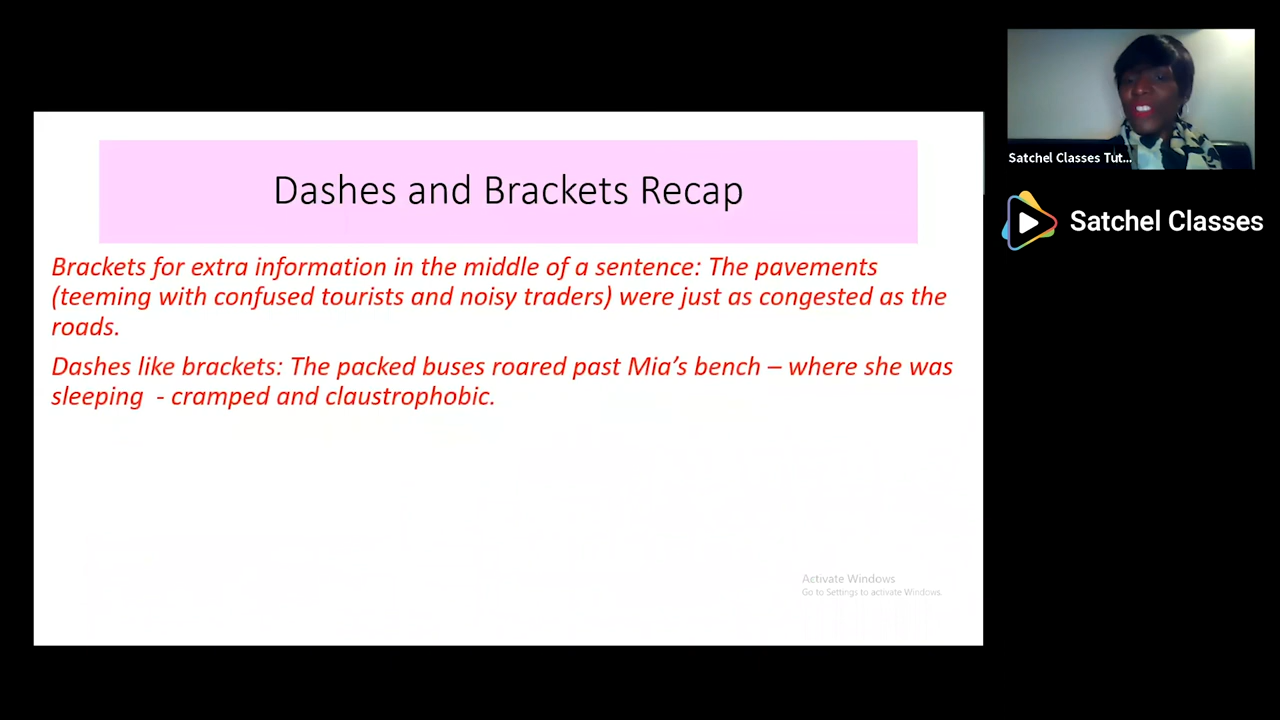 Dashes and Brackets Recap
Brackets for extra information in the middle of a sentence: The pavements
(teeming with confused tourists and noisy traders) were just as congested as the
roads.
Dashes like brackets: The packed buses roared past Mia’s bench – where she was
sleeping  - cramped and claustrophobic.
Activate Windows
Go to Settings to activate Windows.
Satchel Classes Tut...
Satchel Classes